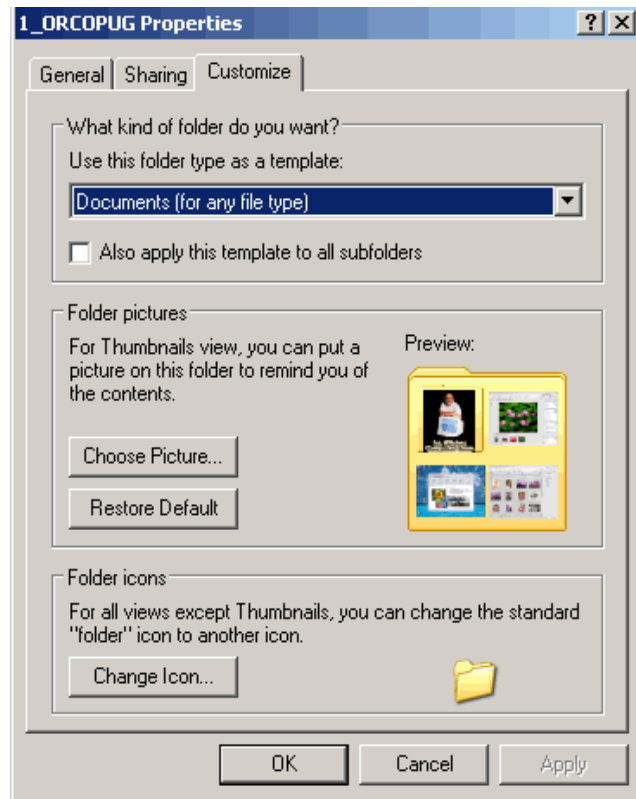 1_ORCOPUG Properties
General Sharing Customize
What kind of folder do you want?
Use this folder type as a template:
Documents (for any file type)
Also apply this template to all subfolders
Folder pictures
For Thumbnails view, you can put a
picture on this folder to remind you of
the contents.
Preview:
Choose Picture...
Restore Default
Folder icons
For all views except Thumbnails, you can change the standard
"folder" icon to another icon.
Change Icon...
OK Cancel Apply